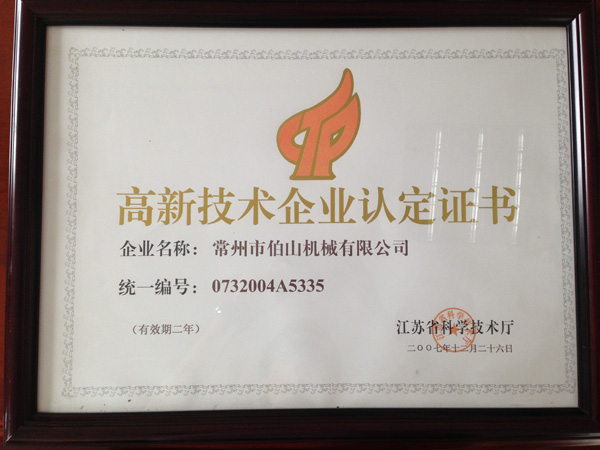 高新技术企业认定证书
企业名称：常州市伯山机械有限公司
统一编号：0732004A5335
（有效期二年）
江苏省科学技术厅
二〇〇七年十二月二十六日